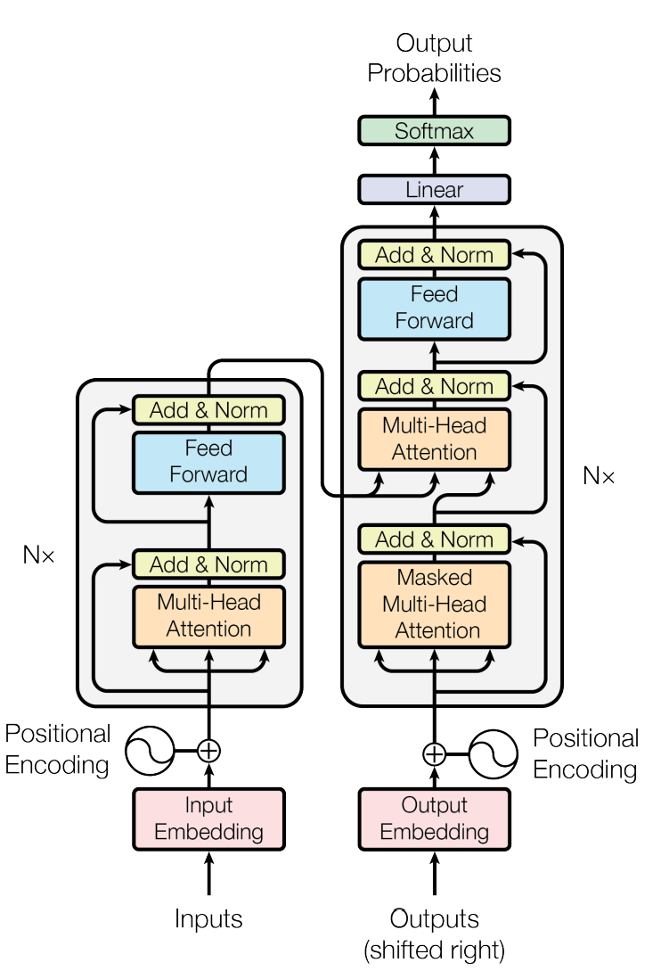 Output
Probabilities
Softmax
Linear
Add & Norm
Feed
Forward
Add & Norm
Multi-Head
Attention
Add & Norm
Masked
Multi-Head
Attention
N×
Add & Norm
Feed
Forward
Add & Norm
Multi-Head
Attention
N×
Positional
Encoding
Positional
Encoding
Input
Embedding
Output
Embedding
Inputs
Outputs
(shifted right)